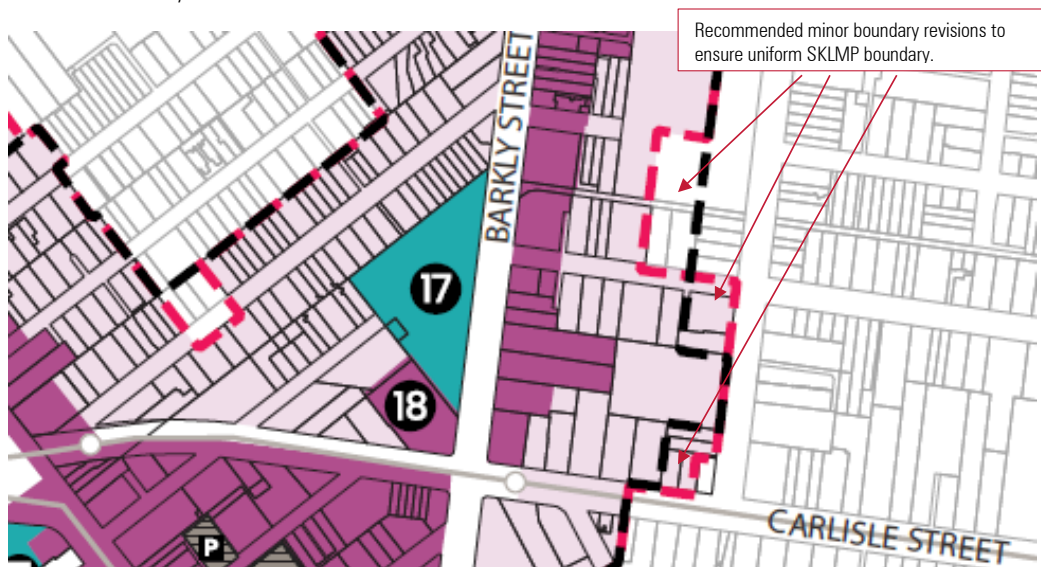 Recommended minor boundary revisions to
ensure uniform SKLMP boundary.
BARKLY STREET
17
18
P
CARLISLE STREET